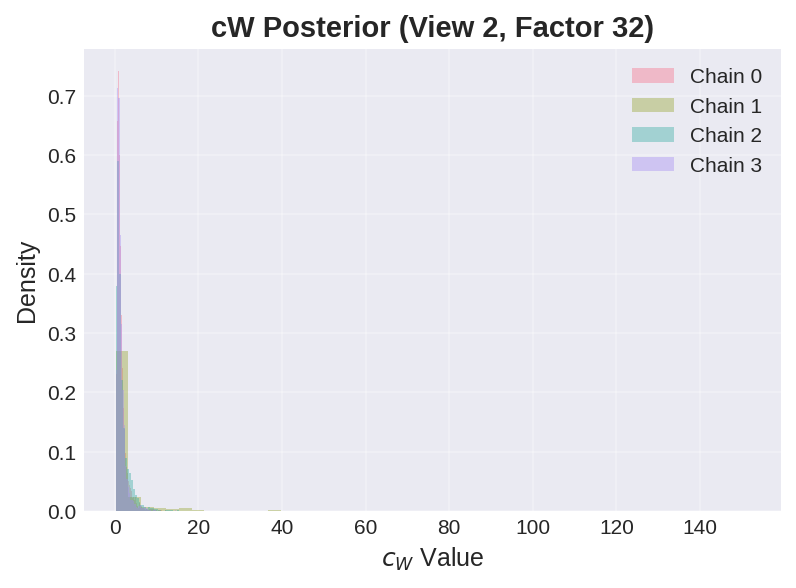 cW Posterior (View 2, Factor 32)
Chain 0
Chain 1
Chain 2
Chain 3
Density
0.7
0.6
0.5
0.4
0.3
0.2
0.1
0.0
0 20 40 60 80 100 120 140
c_W Value